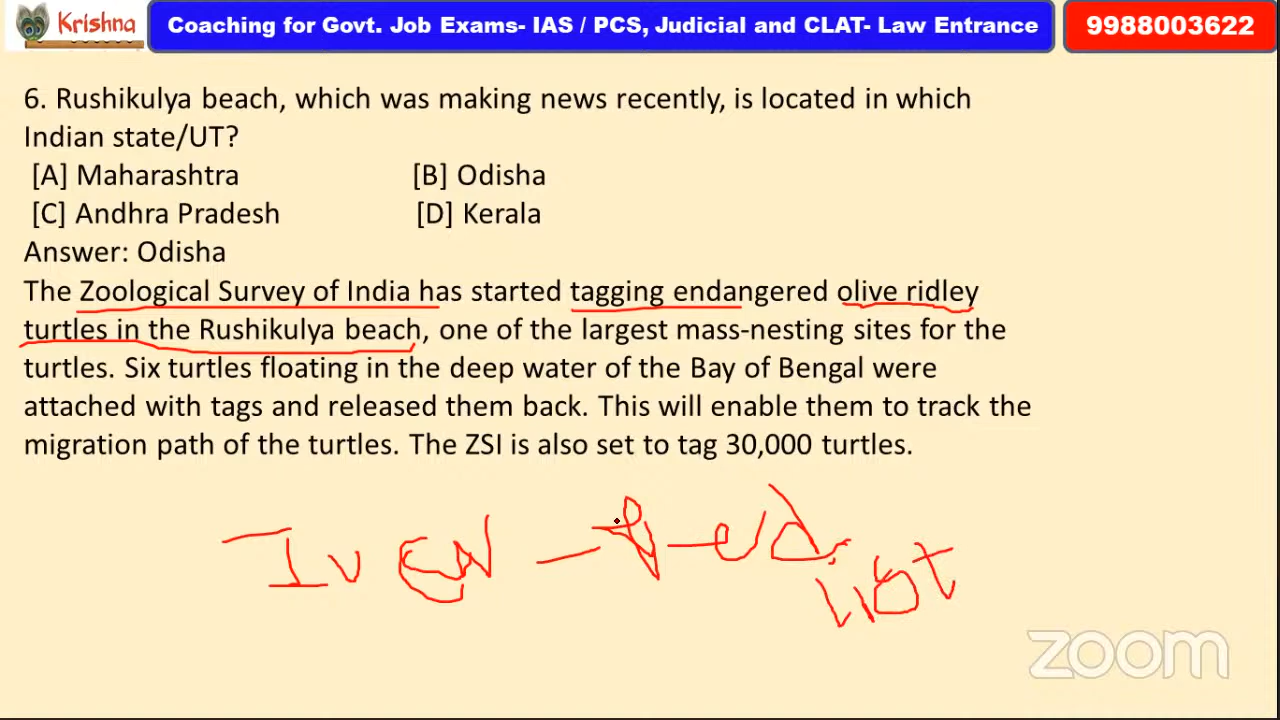 Krishna
Coaching for Govt. Job Exams- IAS / PCS, Judicial and CLAT- Law Entrance
9988003622
6. Rushikulya beach, which was making news recently, is located in which
Indian state/UT?
[A] Maharashtra [B] Odisha
[C] Andhra Pradesh [D] Kerala
Answer: Odisha
The Zoological Survey of India has started tagging endangered olive ridley
turtles in the Rushikulya beach, one of the largest mass-nesting sites for the
turtles. Six turtles floating in the deep water of the Bay of Bengal were
attached with tags and released them back. This will enable them to track the
migration path of the turtles. The ZSI is also set to tag 30,000 turtles.
zoom